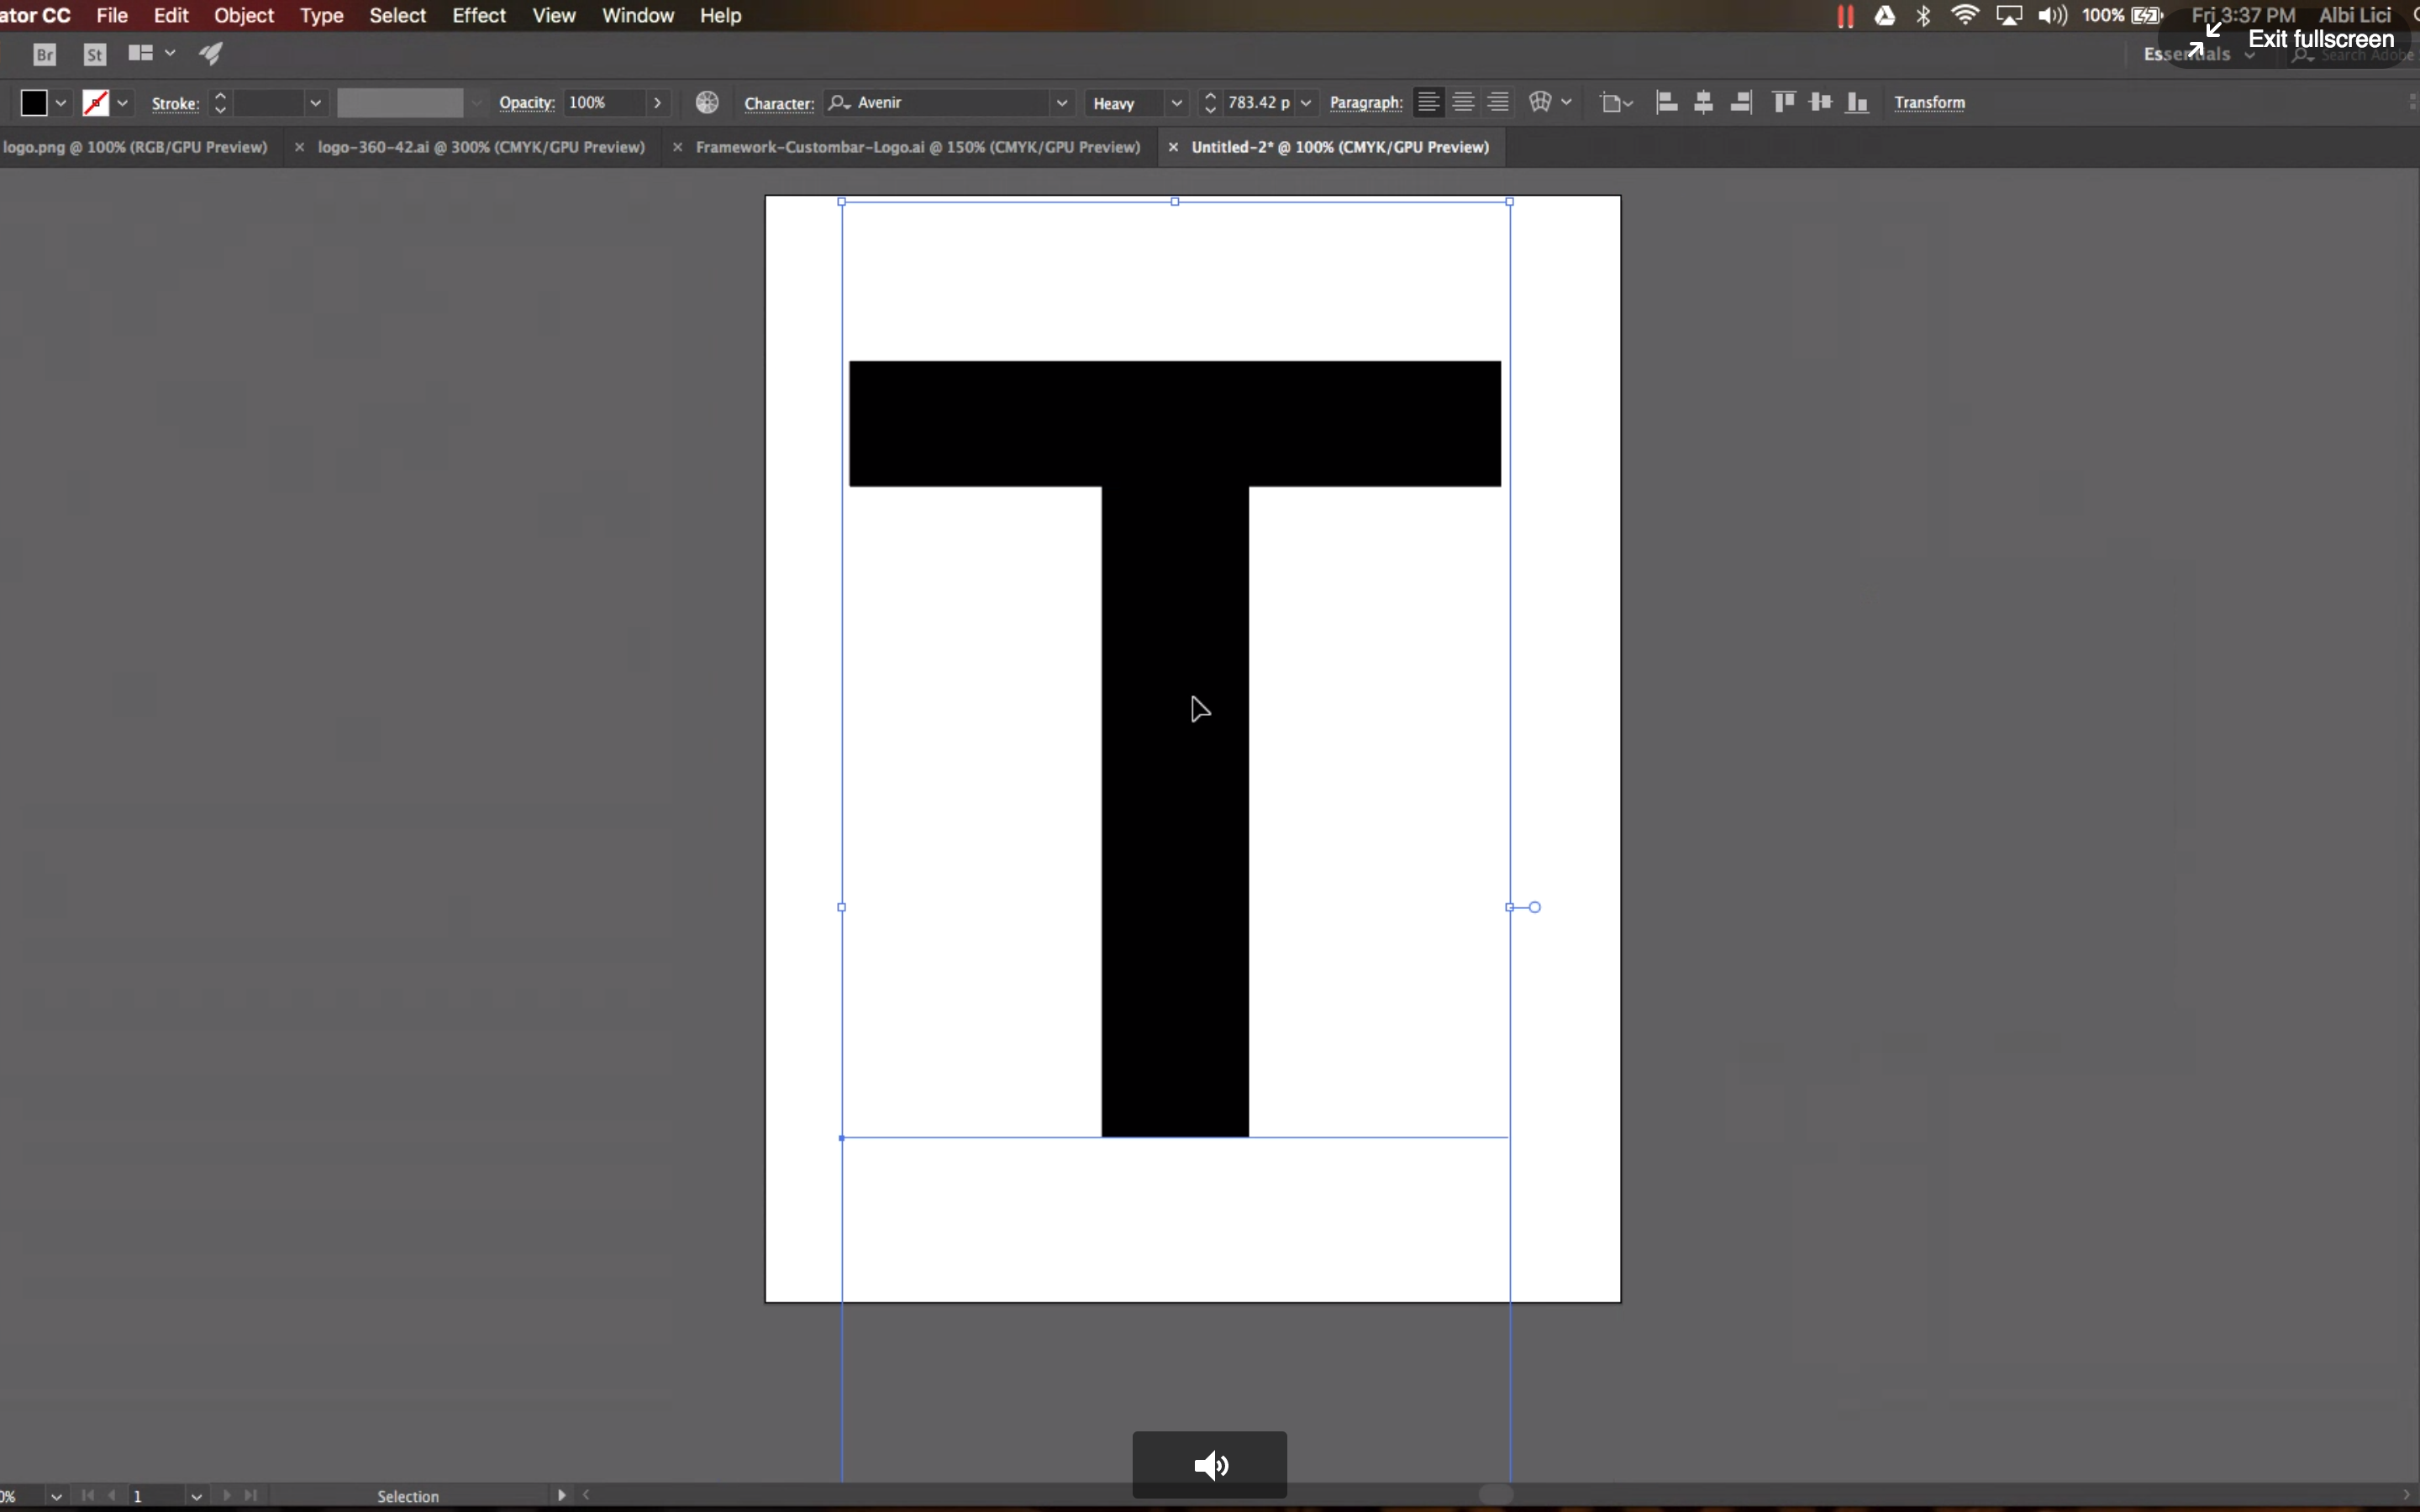 ator CC File Edit Object Type Select Effect View Window Help 100% Fri 3:37 PM Albi Lici
Exit fullscreen
Br St Essentials Search Adobe
Stroke: Opacity: 100% Character: Avenir Heavy 783.42 p Paragraph: Transform
logo.png @ 100% (RGB/GPU Preview) × logo-360-42.ai @ 300% (CMYK/GPU Preview) × Framework-Custombar-Logo.ai @ 150% (CMYK/GPU Preview) × Untitled-2* @ 100% (CMYK/GPU Preview)
T
0% 1 Selection